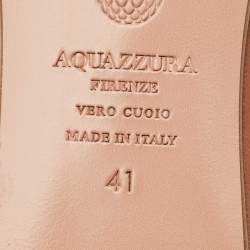 AQUAZZURA
FIRENZE
VERO CUOIO
MADE IN ITALY
41